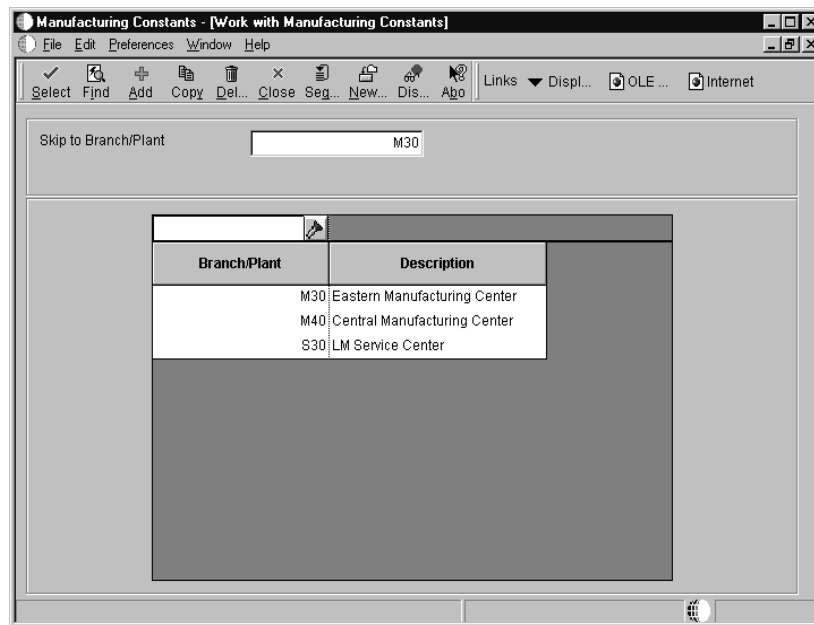 Manufacturing Constants - [Work with Manufacturing Constants]
File Edit Preferences Window Help
Select Find Add Copy Del... Close Seq... New... Dis... Abo Links Displ... OLE ... Internet
Skip to Branch/Plant M30
Branch/Plant Description
M30 Eastern Manufacturing Center
M40 Central Manufacturing Center
S30 LM Service Center